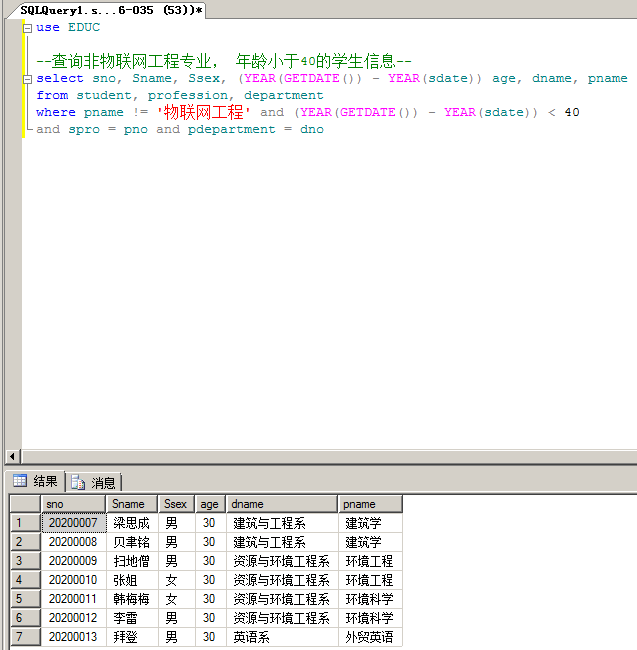 SQLQuery1.s...6-035 (53))*
use EDUC
--查询非物联网工程专业， 年龄小于40的学生信息--
select sno, Sname, Ssex, (YEAR(GETDATE()) - YEAR(sdate)) age, dname, pname
from student, profession, department
where pname != '物联网工程' and (YEAR(GETDATE()) - YEAR(sdate)) < 40
and spro = pno and pdepartment = dno
结果 消息
sno Sname Ssex age dname pname
1 20200007 梁思成 男 30 建筑与工程系 建筑学
2 20200008 贝聿铭 男 30 建筑与工程系 建筑学
3 20200009 扫地僧 男 30 资源与环境工程系 环境工程
4 20200010 张姐 女 30 资源与环境工程系 环境工程
5 20200011 韩梅梅 女 30 资源与环境工程系 环境科学
6 20200012 李雷 男 30 资源与环境工程系 环境科学
7 20200013 拜登 男 30 英语系 外贸英语